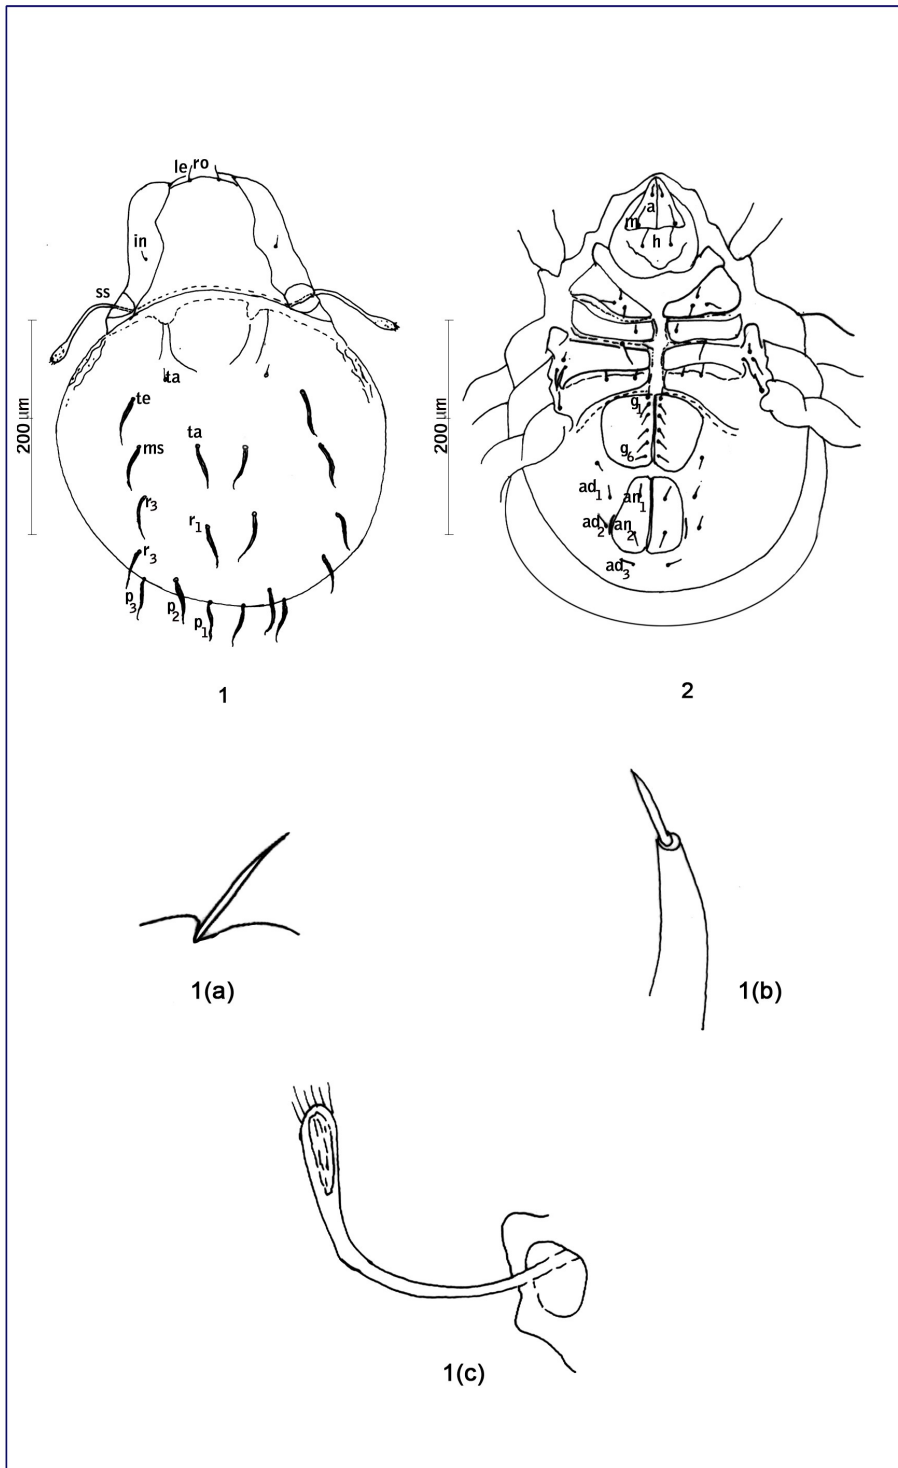 le ro
in
ss
ta
te
ta
ms
r3
r1
r3
p3
p2
p1
200 µm
1
a
m
h
g1
g6
ad1
an1
ad2
an2
ad3
200 µm
2
1(a)
1(b)
1(c)